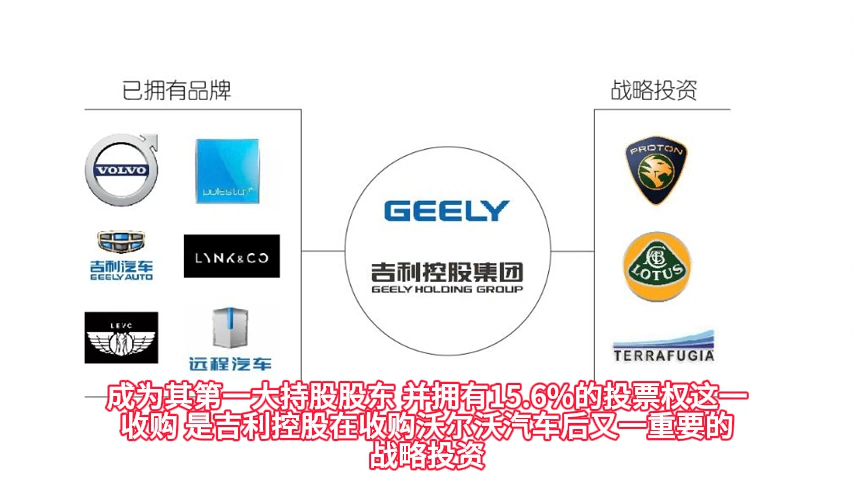 已拥有品牌
战略投资
VOLVO
polestar
PROTON
GEELY
吉利汽车
GEELY AUTO
LYNK&CO
吉利控股集团
GEELY HOLDING GROUP
LOTUS
LEVC
远程汽车
TERRAFUGIA
成为其第一大持股股东 并拥有15.6%的投票权这一
收购 是吉利控股在收购沃尔沃汽车后又一重要的
战略投资